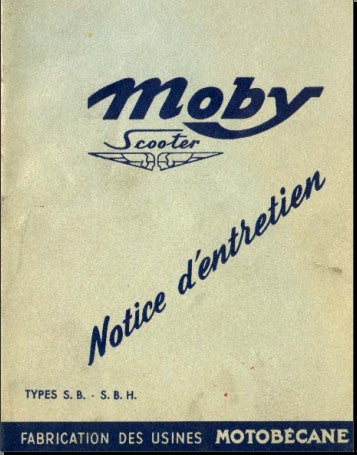 Moby
Scooter
Notice d'entretien
TYPES S. B. - S. B. H.
FABRICATION DES USINES MOTOBÉCANE